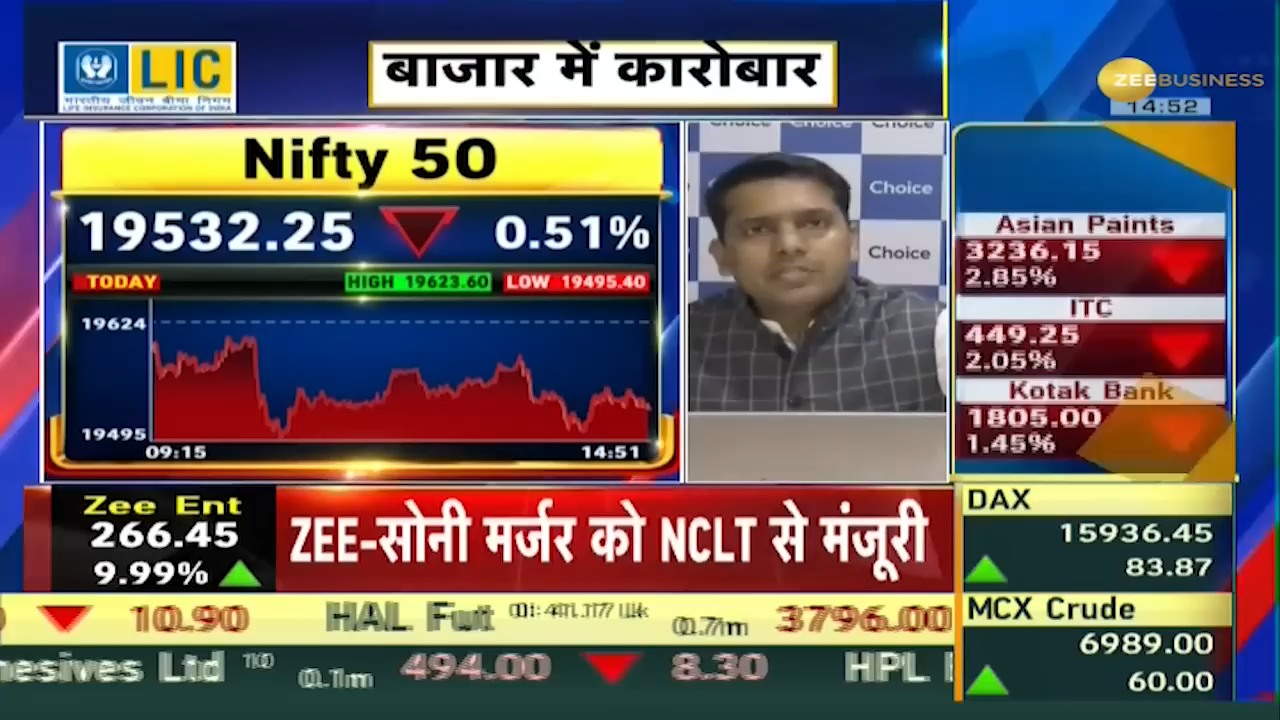 LIC
भारतीय जीवन बीमा निगम
LIFE INSURANCE CORPORATION OF INDIA
बाजार में कारोबार
ZEEBUSINESS
14:52
Nifty 50
19532.25 0.51%
TODAY HIGH 19623.60 LOW 19495.40
19624
19495
09:15 14:51
Choice Choice Choice
Choice
Choice
Asian Paints
3236.15
2.85%
ITC
449.25
2.05%
Kotak Bank
1805.00
1.45%
Zee Ent
266.45
9.99%
ZEE-सोनी मर्जर को NCLT से मंजूरी
DAX
15936.45
83.87
MCX Crude
6989.00
60.00
10.90 HAL Fut 0.7m 3796.00
nesives Ltd 0.1m 494.00 8.30 HPL